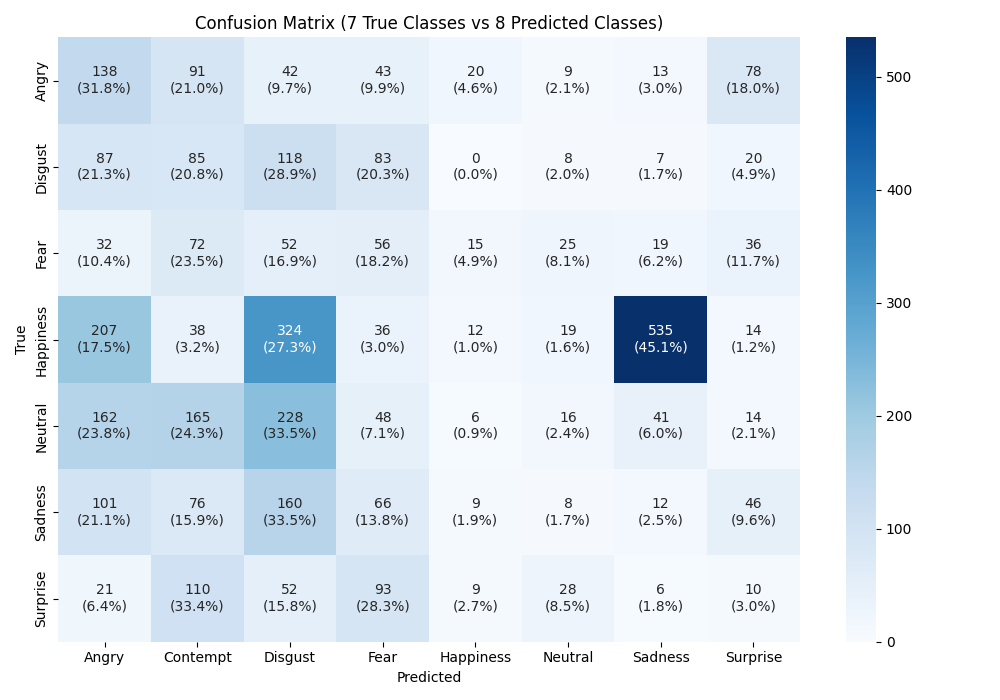 Confusion Matrix (7 True Classes vs 8 Predicted Classes)
True
Angry
138 91 42 43 20 9 13 78
(31.8%) (21.0%) (9.7%) (9.9%) (4.6%) (2.1%) (3.0%) (18.0%)
Disgust
87 85 118 83 0 8 7 20
(21.3%) (20.8%) (28.9%) (20.3%) (0.0%) (2.0%) (1.7%) (4.9%)
Fear
32 72 52 56 15 25 19 36
(10.4%) (23.5%) (16.9%) (18.2%) (4.9%) (8.1%) (6.2%) (11.7%)
Happiness
207 38 324 36 12 19 535 14
(17.5%) (3.2%) (27.3%) (3.0%) (1.0%) (1.6%) (45.1%) (1.2%)
Neutral
162 165 228 48 6 16 41 14
(23.8%) (24.3%) (33.5%) (7.1%) (0.9%) (2.4%) (6.0%) (2.1%)
Sadness
101 76 160 66 9 8 12 46
(21.1%) (15.9%) (33.5%) (13.8%) (1.9%) (1.7%) (2.5%) (9.6%)
Surprise
21 110 52 93 9 28 6 10
(6.4%) (33.4%) (15.8%) (28.3%) (2.7%) (8.5%) (1.8%) (3.0%)
Angry Contempt Disgust Fear Happiness Neutral Sadness Surprise
Predicted
500
400
300
200
100
0